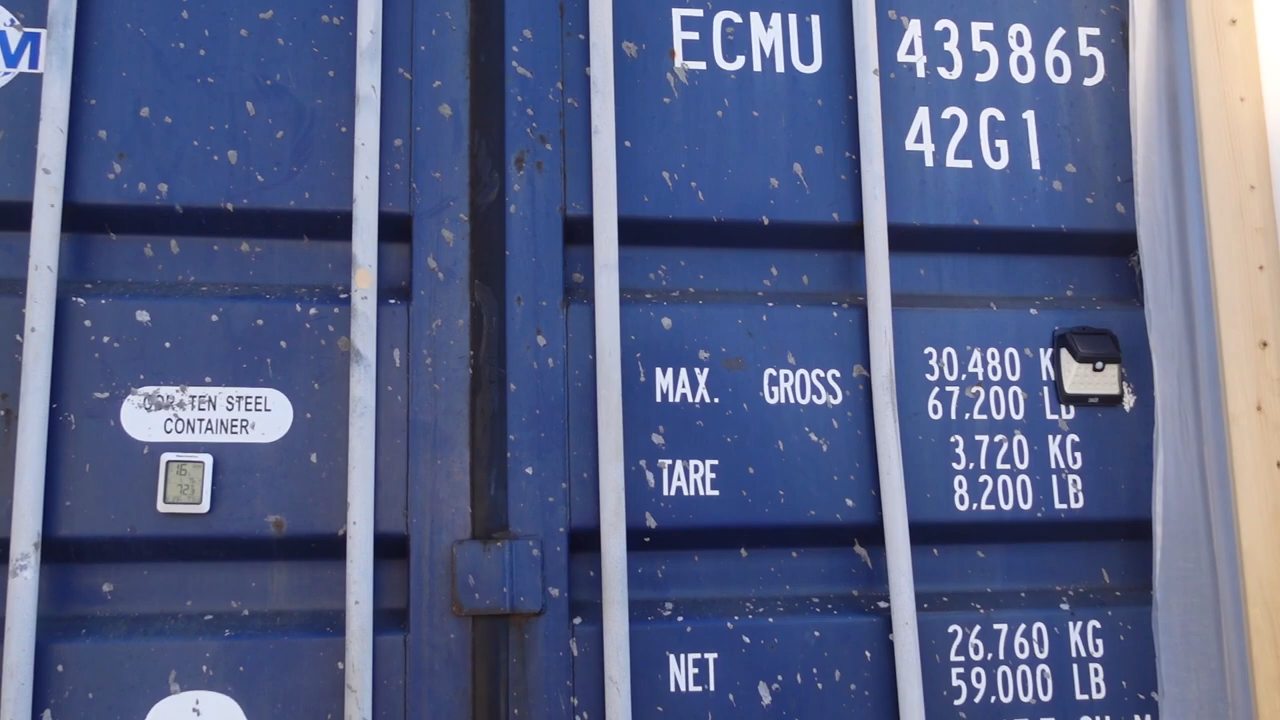 M
ECMU 435865
42G1
MAX. GROSS 30,480 K
67,200 LB
TARE 3,720 KG
8,200 LB
COR-TEN STEEL
CONTAINER
NET 26,760 KG
59,000 LB